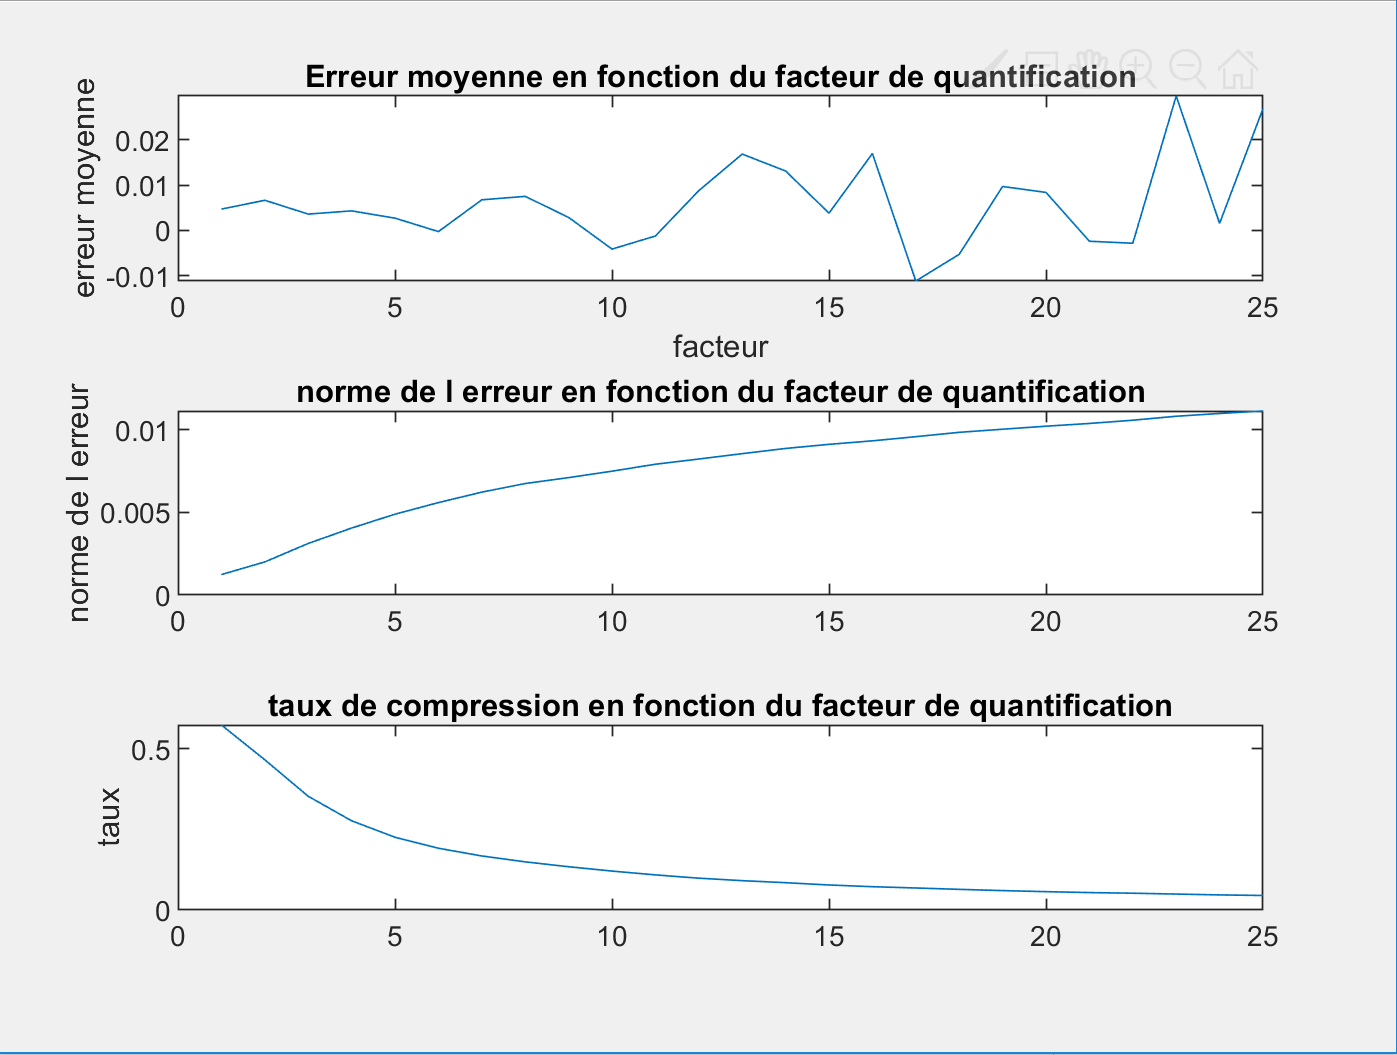 Erreur moyenne en fonction du facteur de quantification
erreur moyenne
0.02
0.01
0
-0.01
0 5 10 15 20 25
facteur
norme de l erreur en fonction du facteur de quantification
norme de l erreur
0.01
0.005
0
0 5 10 15 20 25
taux de compression en fonction du facteur de quantification
taux
0.5
0
0 5 10 15 20 25